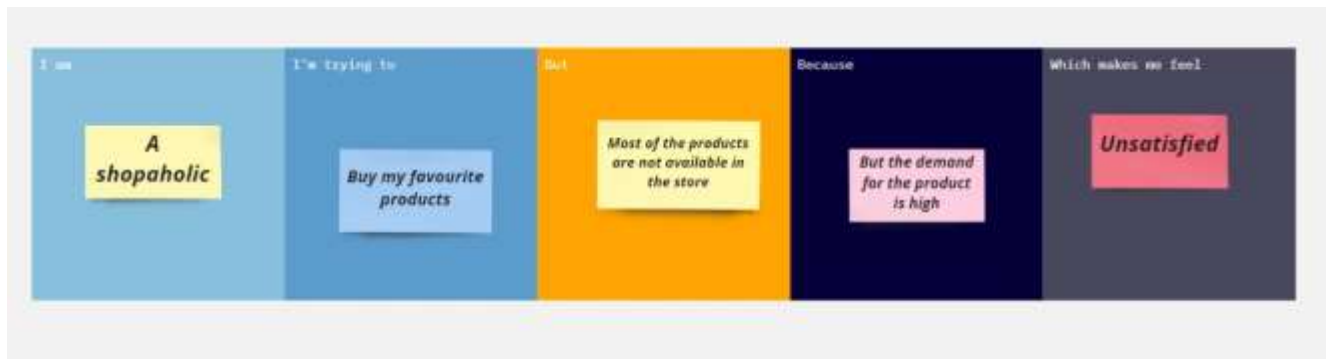 I am
A
shopaholic
I'm trying to
Buy my favourite
products
But
Most of the products
are not available in
the store
Because
But the demand
for the product
is high
Which makes me feel
Unsatisfied